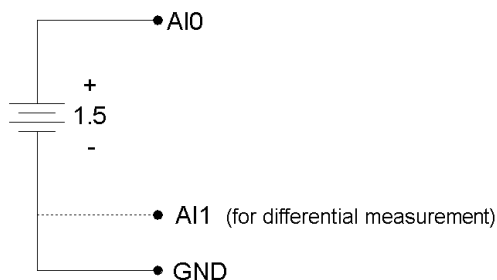 AI0
+
1.5
-
AI1 (for differential measurement)
GND